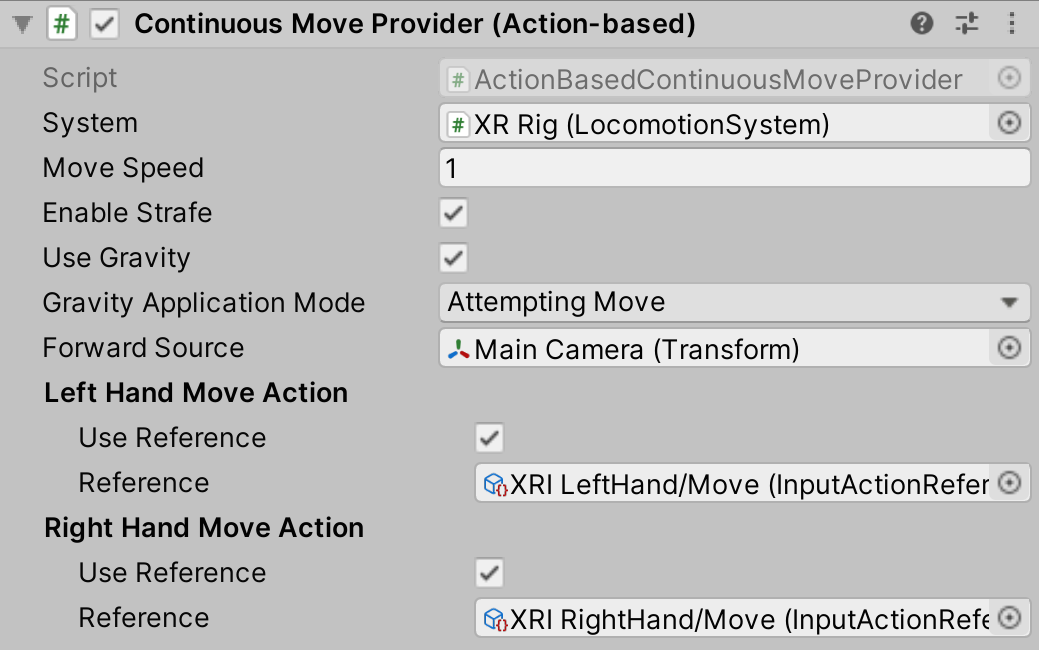 Continuous Move Provider (Action-based)
Script # ActionBasedContinuousMoveProvider
System # XR Rig (LocomotionSystem)
Move Speed 1
Enable Strafe
Use Gravity
Gravity Application Mode Attempting Move
Forward Source Main Camera (Transform)
Left Hand Move Action
Use Reference
Reference XRI LeftHand/Move (InputActionRefer
Right Hand Move Action
Use Reference
Reference XRI RightHand/Move (InputActionRefe